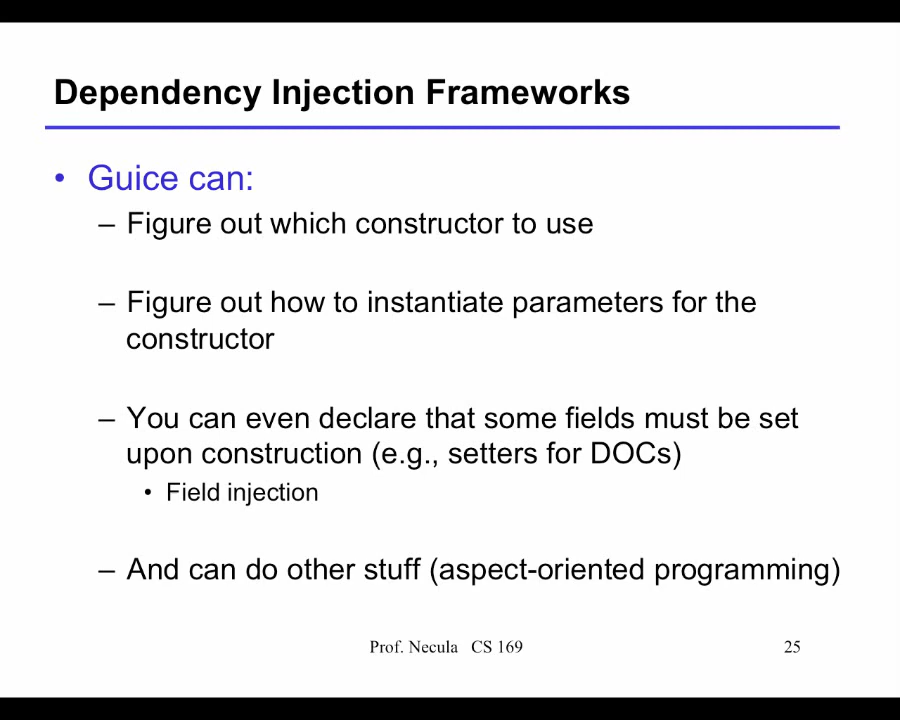 Dependency Injection Frameworks
• Guice can:
– Figure out which constructor to use
– Figure out how to instantiate parameters for the
constructor
– You can even declare that some fields must be set
upon construction (e.g., setters for DOCs)
• Field injection
– And can do other stuff (aspect-oriented programming)
Prof. Necula CS 169
25